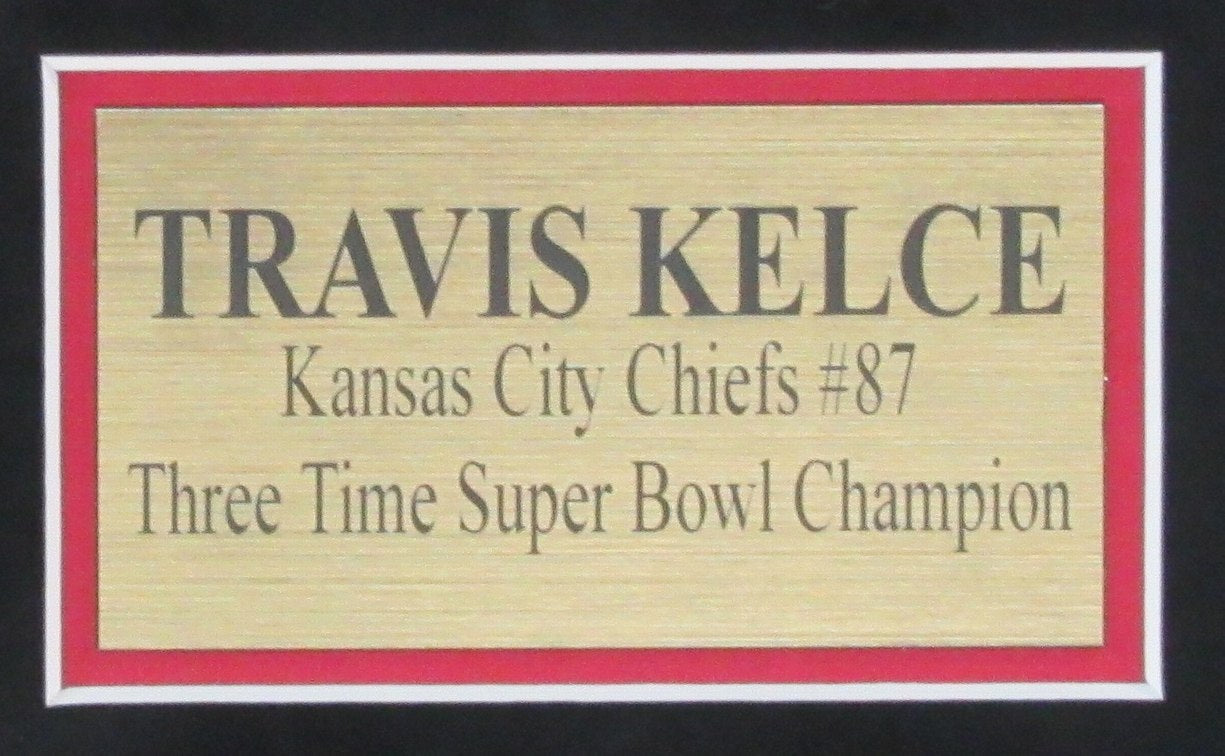 TRAVIS KELCE
Kansas City Chiefs #87
Three Time Super Bowl Champion